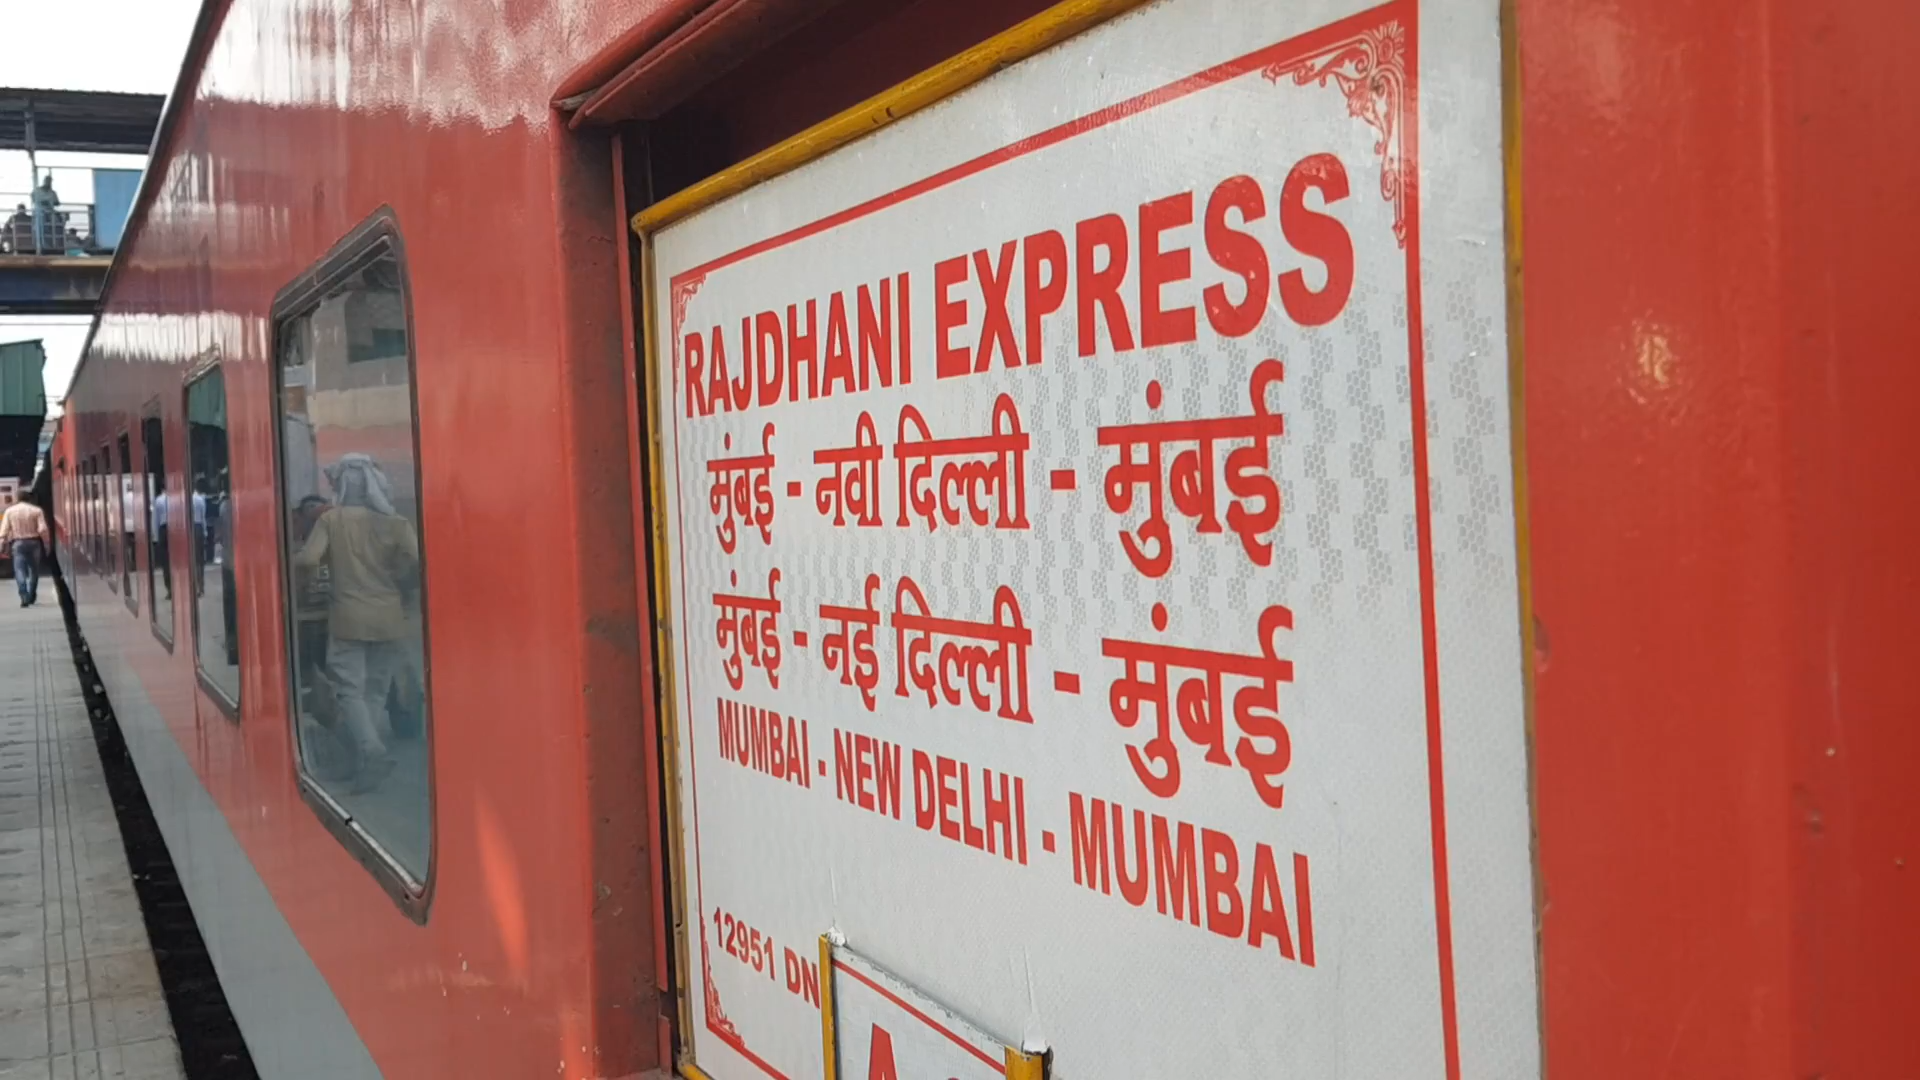 RAJDHANI EXPRESS
मुंबई - नवी दिल्ली - मुंबई
मुंबई - नई दिल्ली - मुंबई
MUMBAI - NEW DELHI - MUMBAI
12951 DN
A